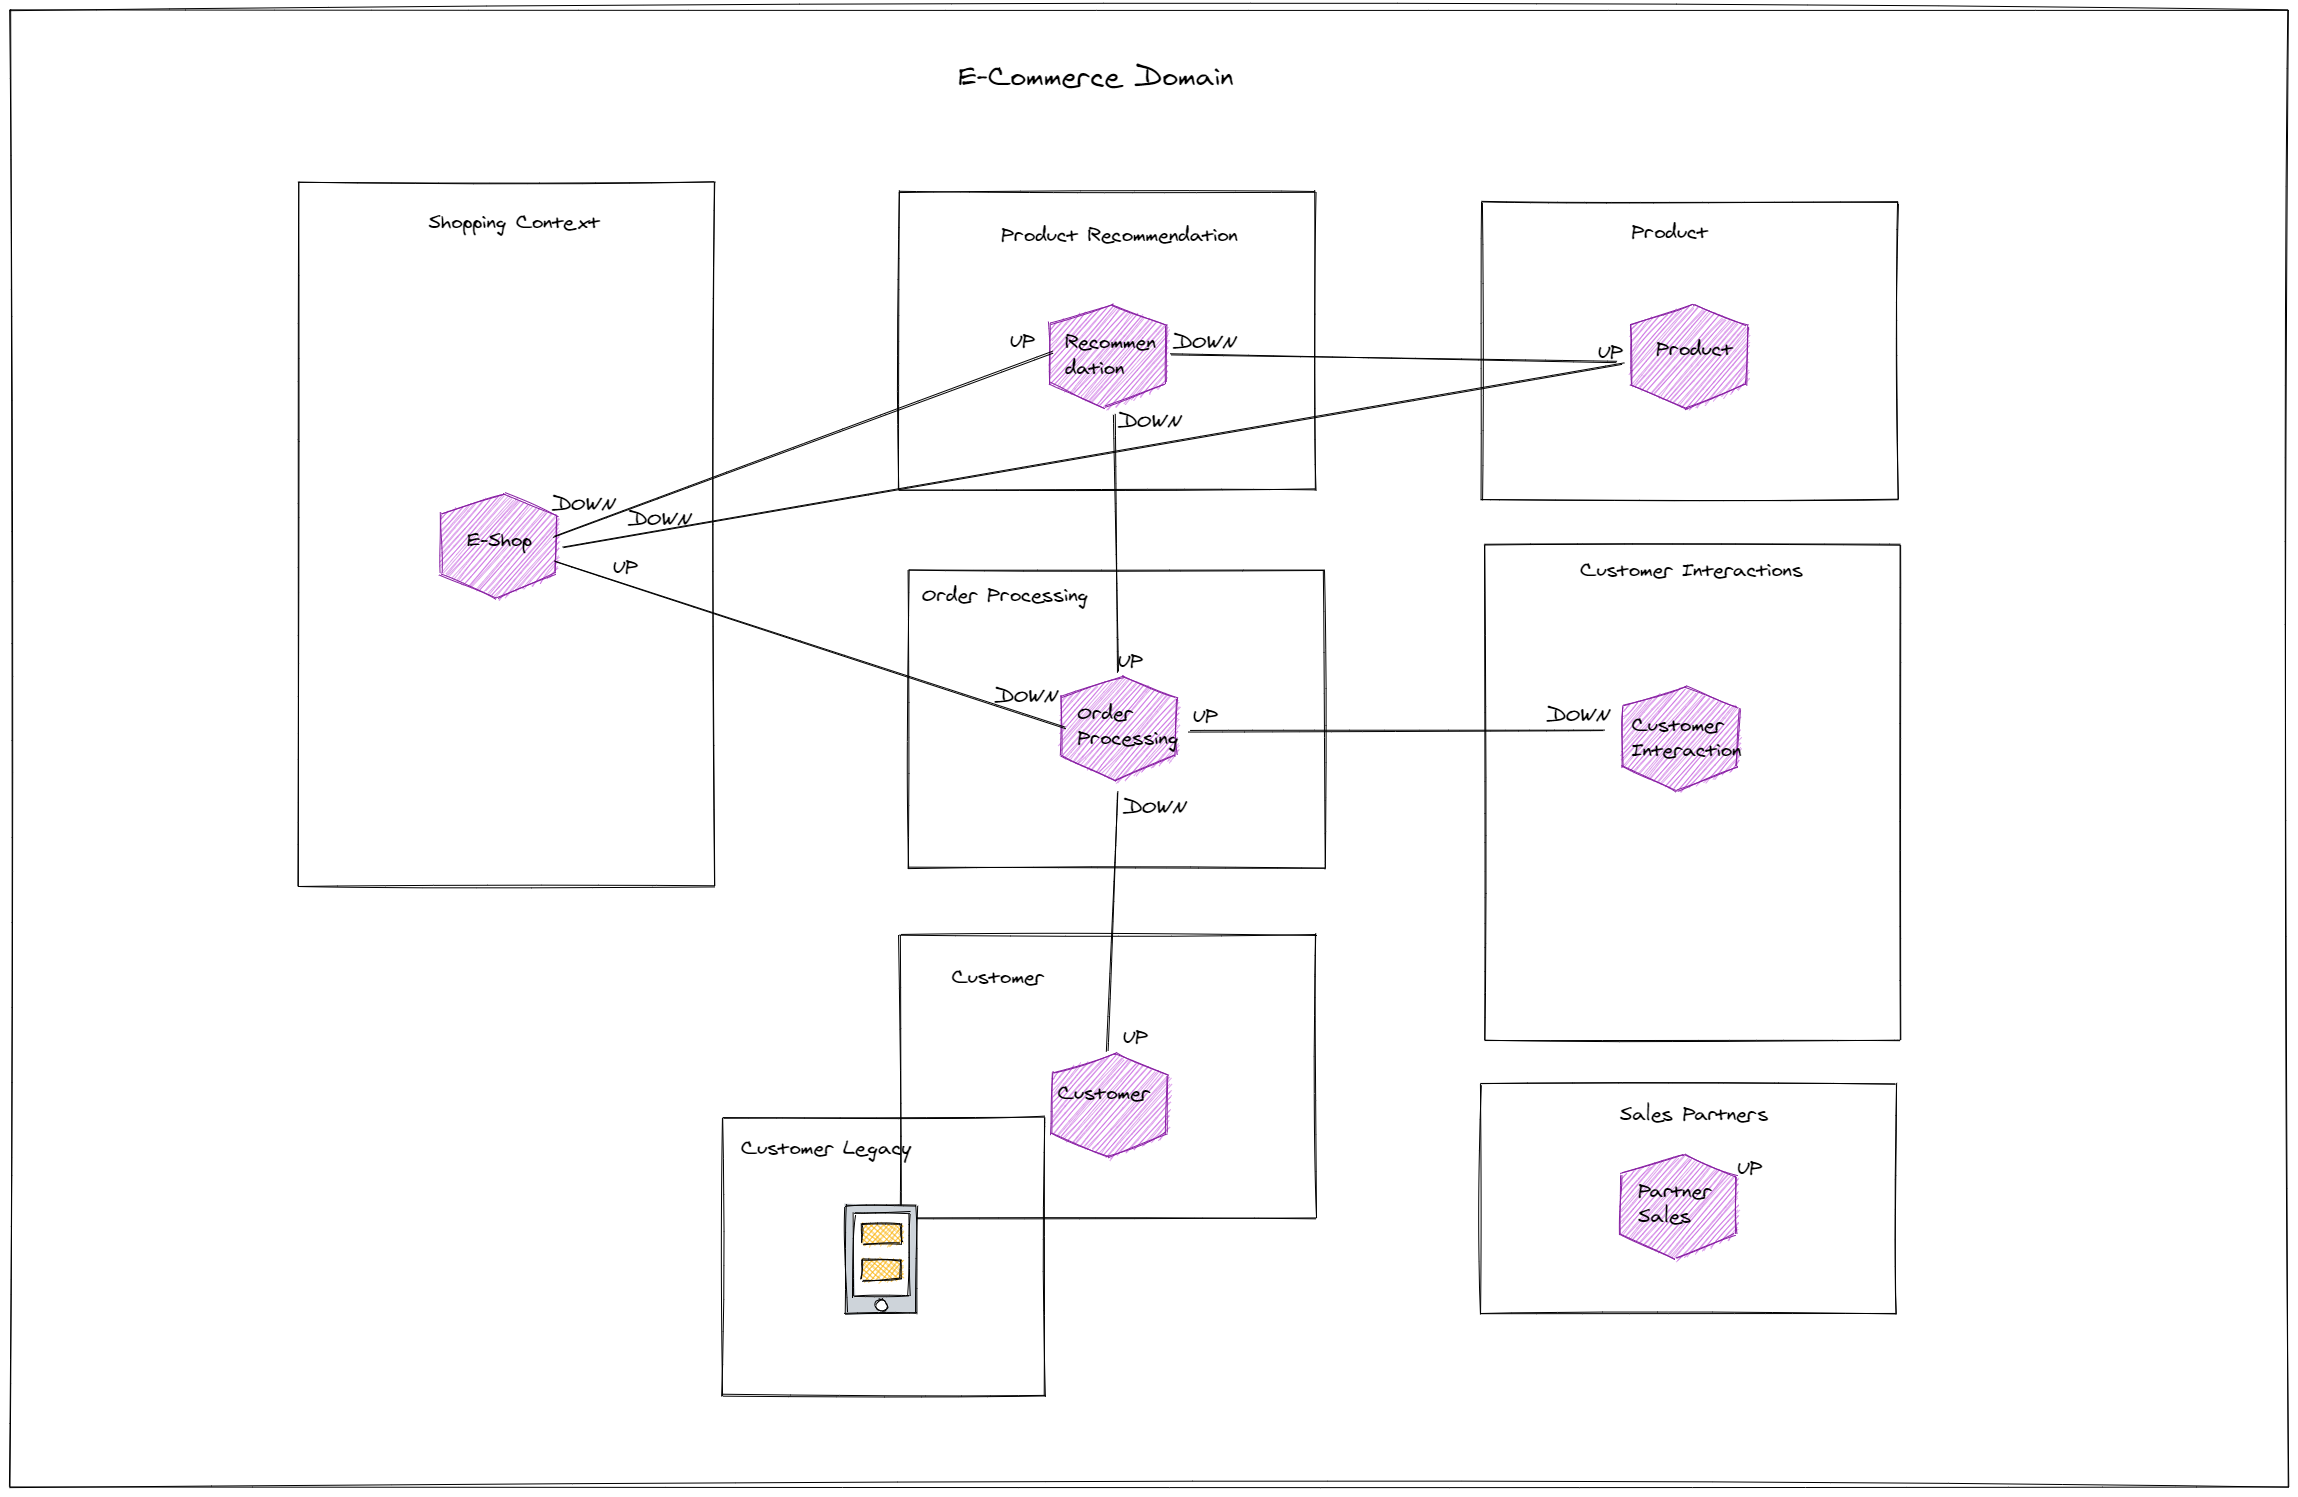 E-Commerce Domain
Shopping Context
Product Recommendation
Product
UP
Recommen
dation
DOWN
UP
Product
DOWN
DOWN
DOWN
E-Shop
UP
Customer Interactions
Order Processing
UP
DOWN
Order
Processing
UP
DOWN
Customer
Interaction
DOWN
Customer
UP
Customer
Customer Legacy
Sales Partners
UP
Partner
Sales